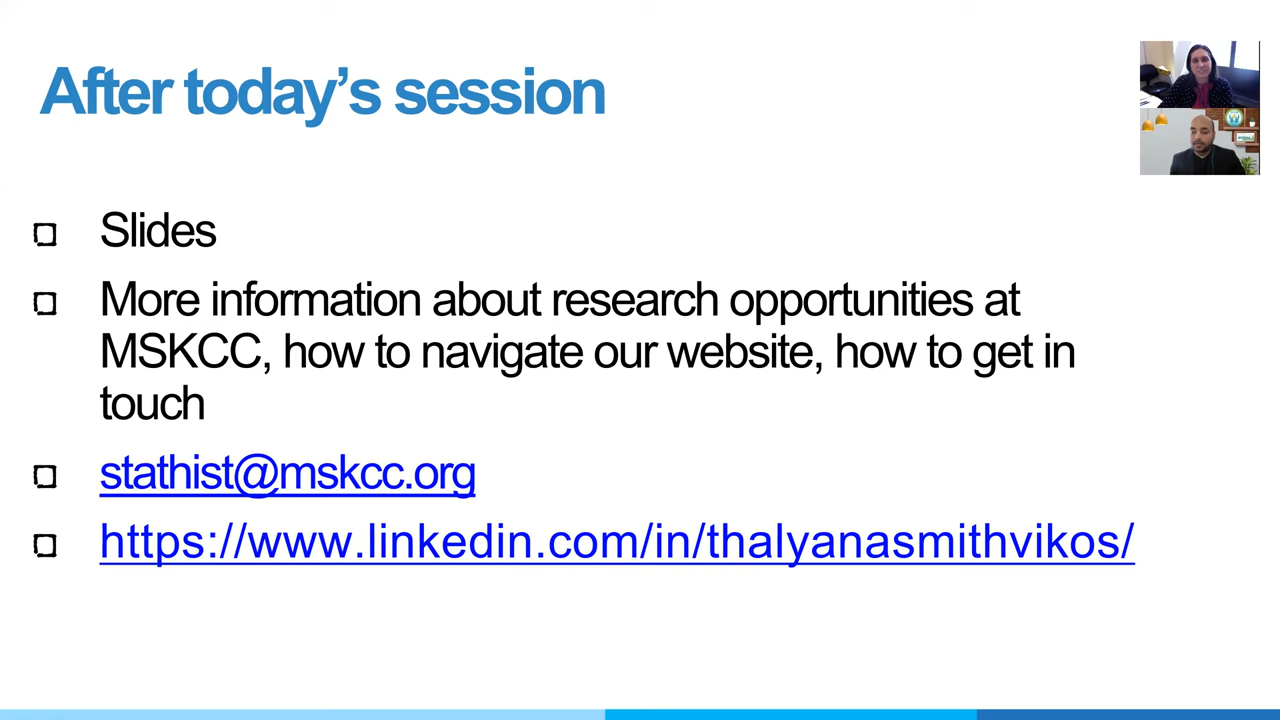 After today’s session
Slides
More information about research opportunities at
MSKCC, how to navigate our website, how to get in
touch
stathist@mskcc.org
https://www.linkedin.com/in/thalyanasmithvikos/